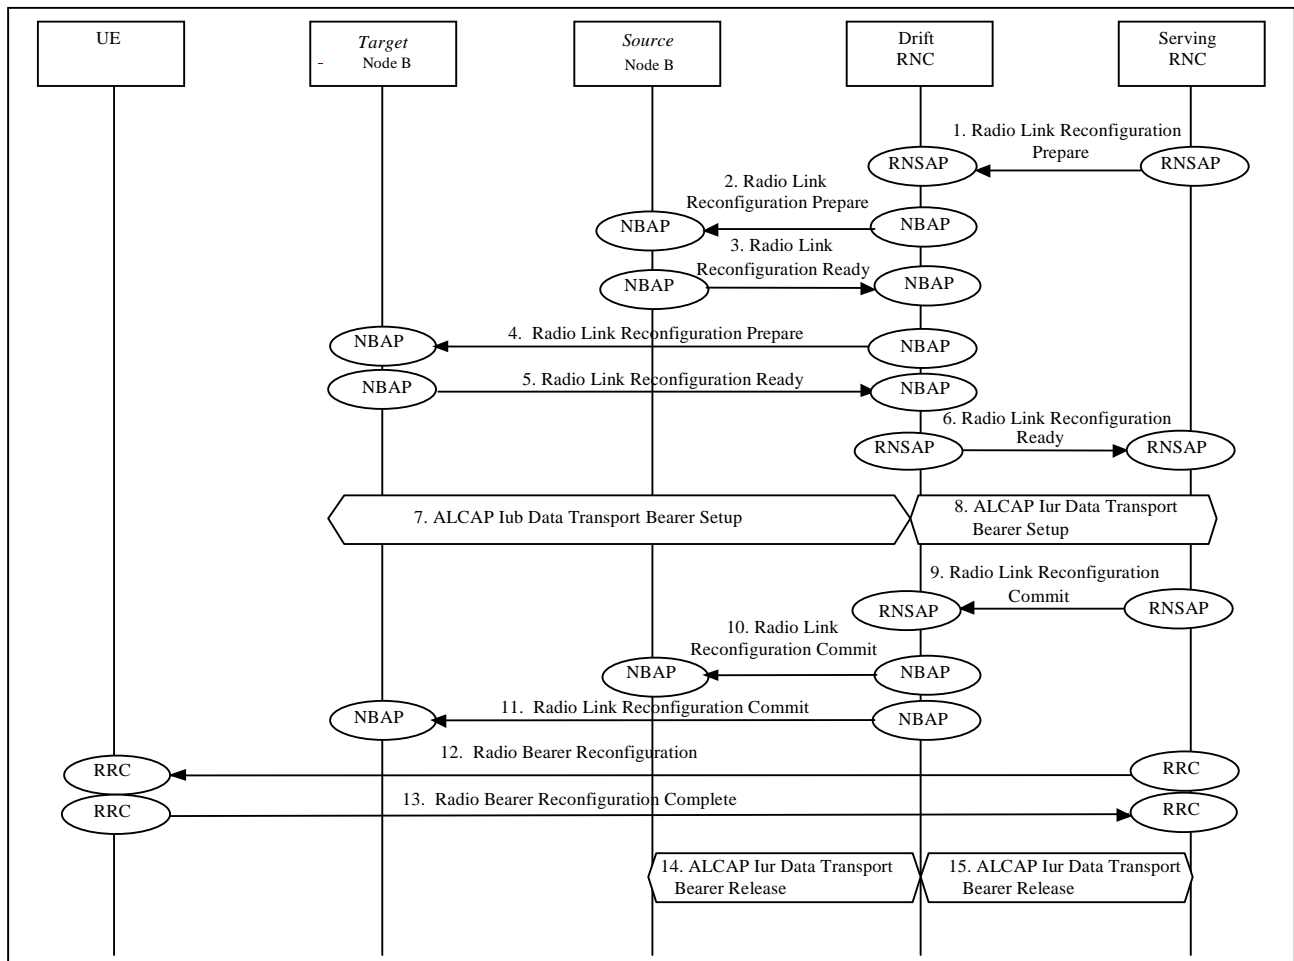 UE
Target
- Node B
Source
Node B
Drift
RNC
Serving
RNC
1. Radio Link Reconfiguration
Prepare
RNSAP
RNSAP
2. Radio Link
Reconfiguration Prepare
NBAP
NBAP
3. Radio Link
Reconfiguration Ready
NBAP
NBAP
4. Radio Link Reconfiguration Prepare
NBAP
NBAP
5. Radio Link Reconfiguration Ready
NBAP
NBAP
6. Radio Link Reconfiguration
Ready
RNSAP
RNSAP
7. ALCAP Iub Data Transport Bearer Setup
8. ALCAP Iur Data Transport
Bearer Setup
9. Radio Link Reconfiguration
Commit
RNSAP
RNSAP
10. Radio Link
Reconfiguration Commit
NBAP
NBAP
11. Radio Link Reconfiguration Commit
NBAP
NBAP
12. Radio Bearer Reconfiguration
RRC
RRC
13. Radio Bearer Reconfiguration Complete
RRC
RRC
14. ALCAP Iur Data Transport
Bearer Release
15. ALCAP Iur Data Transport
Bearer Release